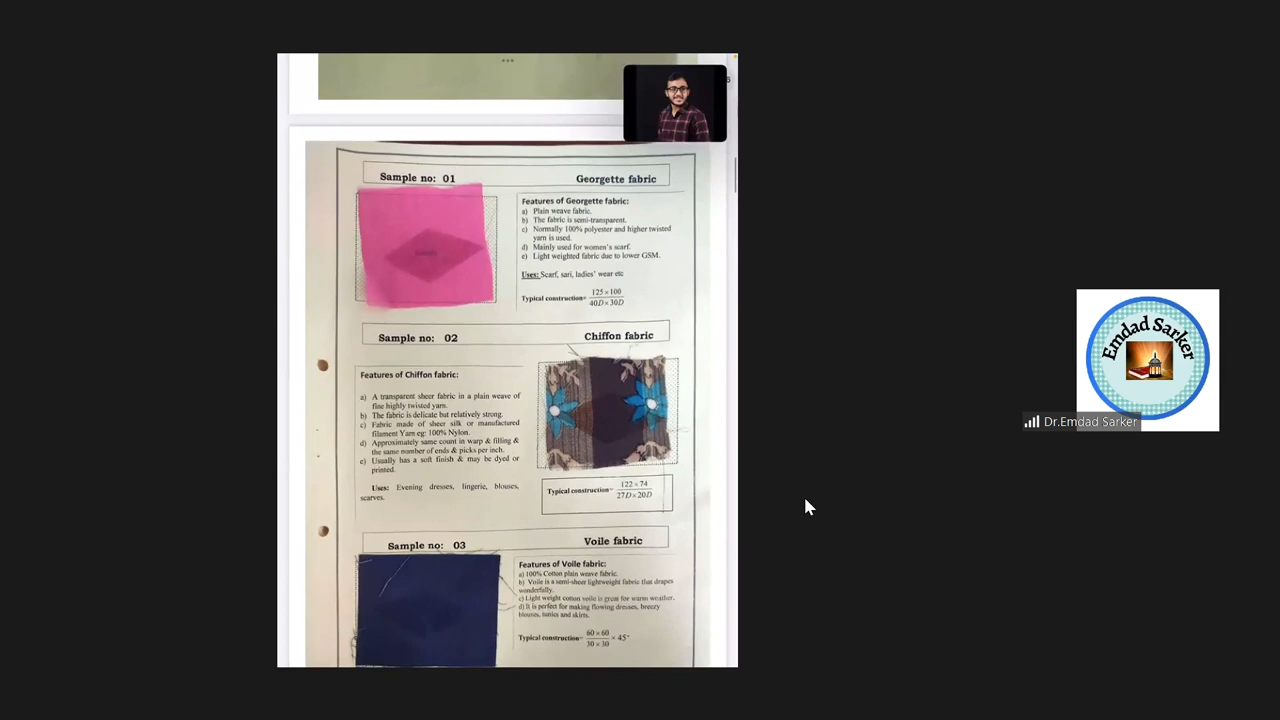 Sample no: 01
Georgette fabric
Features of Georgette fabric:
a) Plain weave fabric.
b) The fabric is semi-transparent.
c) Normally 100% polyester and higher twisted
yarn is used.
d) Mainly used for women's scarf.
e) Light weighted fabric due to lower GSM.
Uses: Scarf, sari, ladies' wear etc
Typical construction= 125 × 100
40D × 30D
Sample no: 02
Chiffon fabric
Features of Chiffon fabric:
a) A transparent sheer fabric in a plain weave of
fine highly twisted yarn.
b) The fabric is delicate but relatively strong.
c) Fabric made of sheer silk or manufactured
filament Yarn eg: 100% Nylon.
d) Approximately same count in warp & filling &
the same number of ends & picks per inch.
e) Usually has a soft finish & may be dyed or
printed.
Uses: Evening dresses, lingerie, blouses,
scarves.
Typical construction= 122 × 74
27D × 20D
Sample no: 03
Voile fabric
Features of Voile fabric:
a) 100% Cotton plain weave fabric.
b) Voile is a semi-sheer lightweight fabric that drapes
wonderfully.
c) Light weight cotton voile is great for warm weather.
d) It is perfect for making flowing dresses, breezy
blouses, tunics and skirts.
Typical construction= 60 × 60
30 × 30 × 45"
Emdad Sarker
Dr.Emdad Sarker